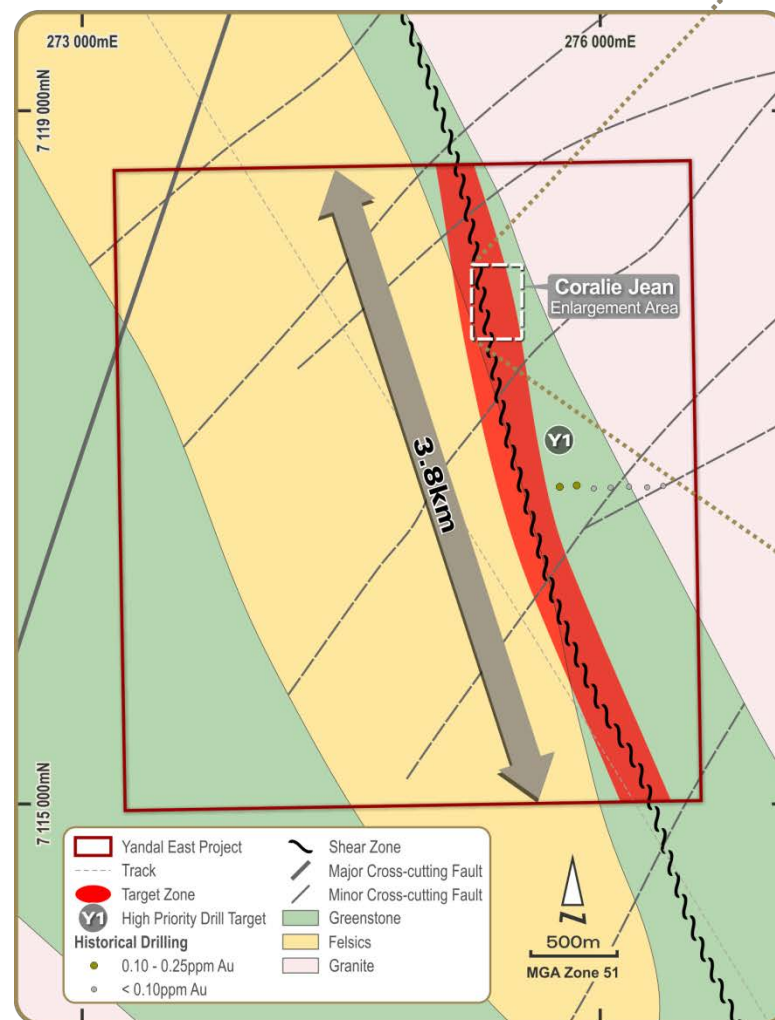 273 000mE
276 000mE
7 119 000mN
Coralie Jean
Enlargement Area
Y1
3.8km
7 115 000mN
Yandal East Project
Track
Target Zone
Y1 High Priority Drill Target
Historical Drilling
0.10 - 0.25ppm Au
< 0.10ppm Au
Shear Zone
Major Cross-cutting Fault
Minor Cross-cutting Fault
Greenstone
Felsics
Granite
N
500m
MGA Zone 51